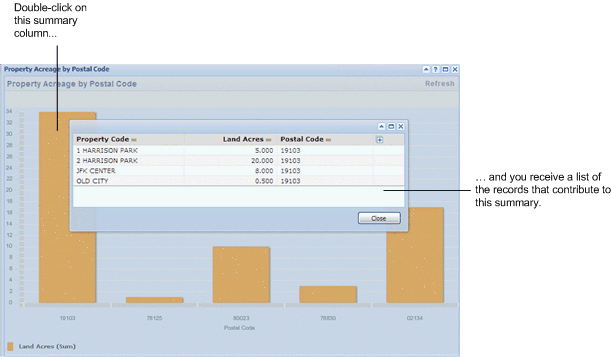 Double-click on
this summary
column...
Property Acreage by Postal Code
Property Acreage by Postal Code
Refresh
34
32
30
28
26
24
22
20
18
16
14
12
10
8
6
4
2
0
Property Code
Land Acres
Postal Code
1 HARRISON PARK 5.000 19103
2 HARRISON PARK 20.000 19103
JFK CENTER 8.000 19103
OLD CITY 0.500 19103
Close
... and you receive a list of
the records that contribute to
this summary.
19103 78125 80023 78830 02134
Postal Code
Land Acres (Sum)